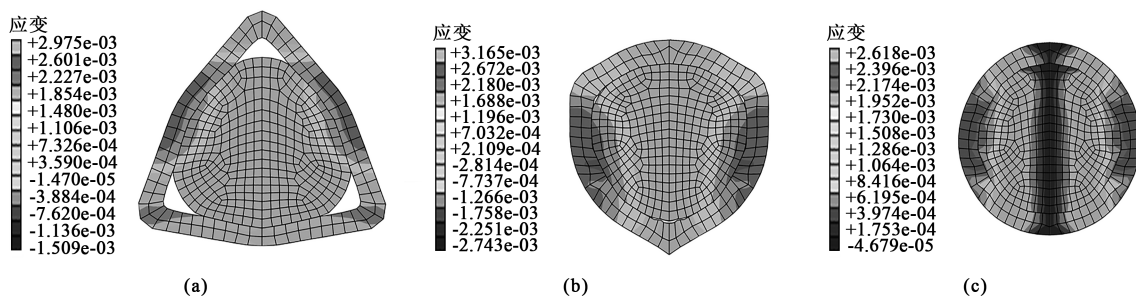 应变
+2.975e-03
+2.601e-03
+2.227e-03
+1.854e-03
+1.480e-03
+1.106e-03
+7.326e-04
+3.590e-04
-1.470e-05
-3.884e-04
-7.620e-04
-1.136e-03
-1.509e-03
(a)
应变
+3.165e-03
+2.672e-03
+2.180e-03
+1.688e-03
+1.196e-03
+7.032e-04
+2.109e-04
-2.814e-04
-7.737e-04
-1.266e-03
-1.758e-03
-2.251e-03
-2.743e-03
(b)
应变
+2.618e-03
+2.396e-03
+2.174e-03
+1.952e-03
+1.730e-03
+1.508e-03
+1.286e-03
+1.064e-03
+8.416e-04
+6.195e-04
+3.974e-04
+1.753e-04
-4.679e-05
(c)